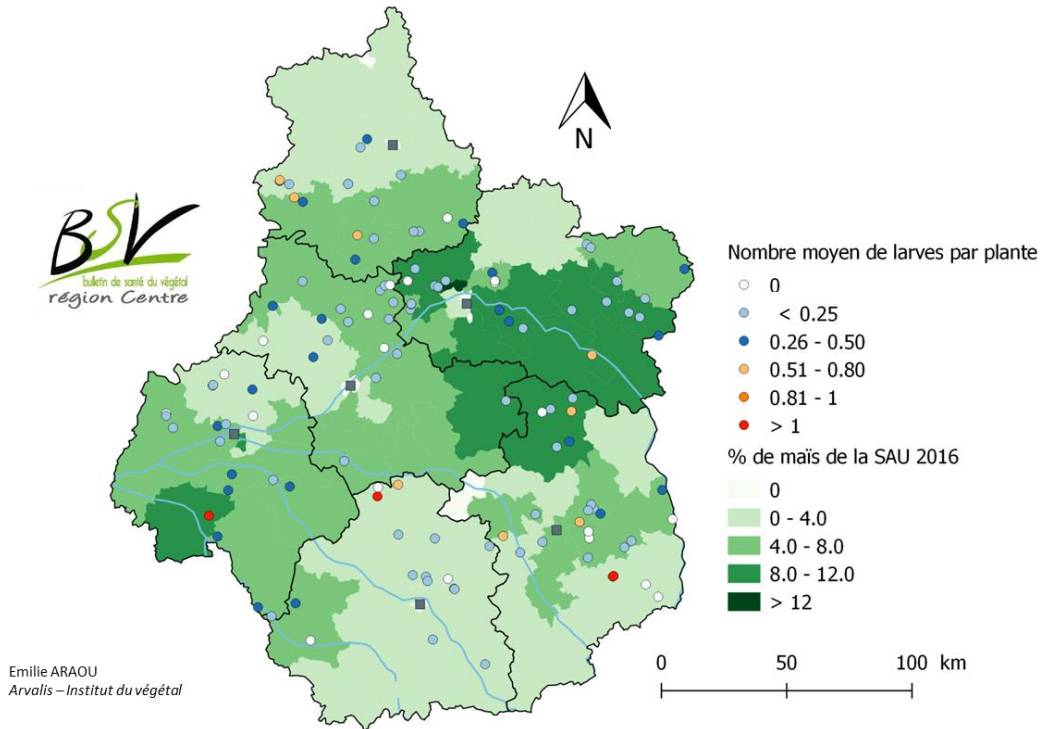 N
BSV
bulletin de santé du végétal
région Centre
Nombre moyen de larves par plante
0
< 0.25
0.26 - 0.50
0.51 - 0.80
0.81 - 1
> 1
% de maïs de la SAU 2016
0
0 - 4.0
4.0 - 8.0
8.0 - 12.0
> 12
0 50 100 km
Emilie ARAOU
Arvalis – Institut du végétal